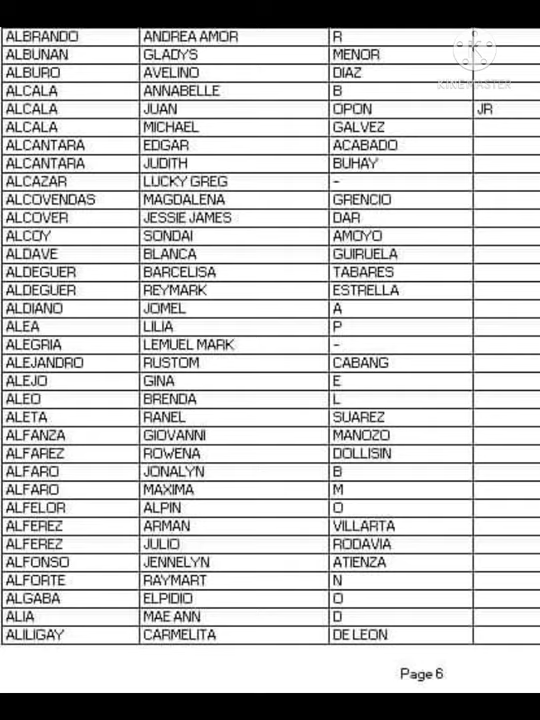 ALBRANDO ANDREA AMOR R
ALBUNAN GLADYS MENOR
ALBURO AVELINO DIAZ
ALCALA ANNABELLE B
ALCALA JUAN OPON JR
ALCALA MICHAEL GALVEZ
ALCANTARA EDGAR ACABADO
ALCANTARA JUDITH BUHAY
ALCAZAR LUCKY GREG -
ALCOVENDAS MAGDALENA GRENCIO
ALCOVER JESSIE JAMES DAR
ALCOY SONDAI AMOYO
ALDAVE BLANCA GUIRUELA
ALDEGUER BARCELISA TABARES
ALDEGUER REYMARK ESTRELLA
ALDIANO JOMEL A
ALEA LILIA P
ALEGRIA LEMUEL MARK -
ALEJANDRO RUSTOM CABANG
ALEJO GINA E
ALEO BRENDA L
ALETA RANEL SUAREZ
ALFANZA GIOVANNI MANOZO
ALFAREZ ROWENA DOLLISIN
ALFARO JONALYN B
ALFARO MAXIMA M
ALFELOR ALPIN O
ALFEREZ ARMAN VILLARTA
ALFEREZ JULIO RODAVIA
ALFONSO JENNELYN ATIENZA
ALFORTE RAYMART N
ALGABA ELPIDIO O
ALIA MAE ANN D
ALILIGAY CARMELITA DE LEON
Page 6
KINEMASTER